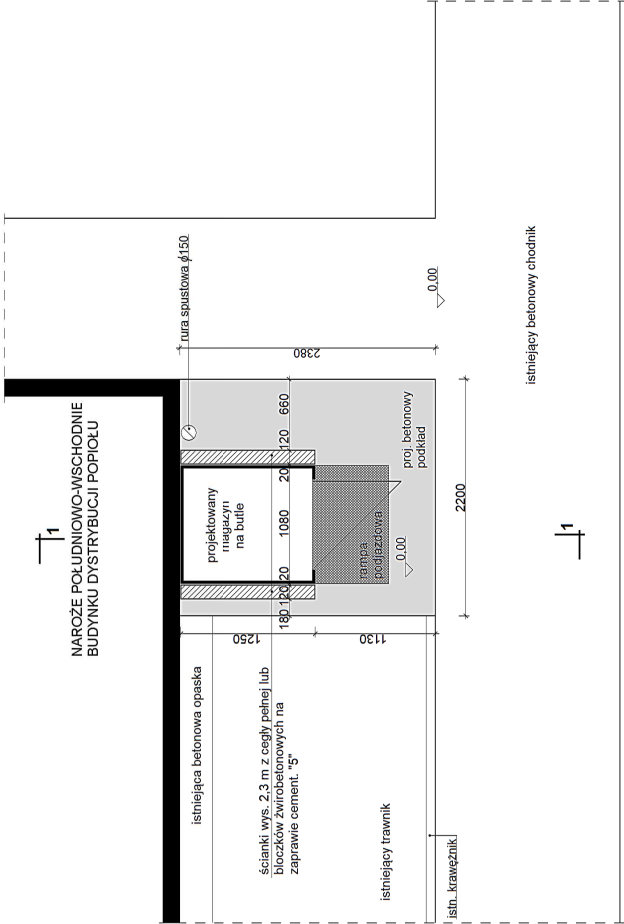 NAROŻE POŁUDNIOWO-WSCHODNIE
BUDYNKU DYSTRYBUCJI POPIOŁU
1
rura spustowa ϕ150
istniejąca betonowa opaska
projektowany
magazyn
na butle
180
120
20
1080
20
120
660
1250
1130
2380
2200
ścianki wys. 2,3 m z cegły pełnej lub
bloczków żwirobetonowych na
zaprawie cement. "5"
rampa
podjazdowa
0,00
proj. betonowy
podkład
0,00
istniejący trawnik
istn. krawężnik
istniejący betonowy chodnik
1